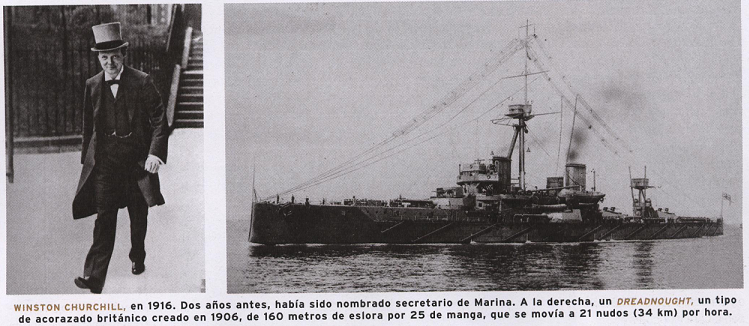 WINSTON CHURCHILL, en 1916. Dos años antes, había sido nombrado secretario de Marina. A la derecha, un DREADNOUGHT, un tipo
de acorazado británico creado en 1906, de 160 metros de eslora por 25 de manga, que se movía a 21 nudos (34 km) por hora.